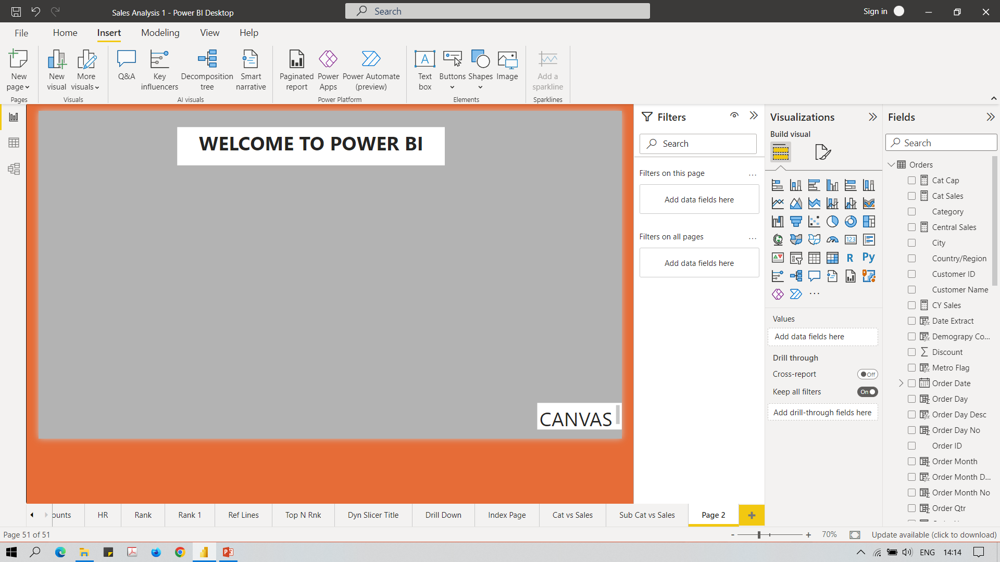 Sales Analysis 1 - Power BI Desktop
Search
Sign in
File Home Insert Modeling View Help
New page
New visual
More visuals
Q&A
Key influencers
Decomposition tree
Smart narrative
Paginated report
Power Apps
Power Automate (preview)
Text box
Buttons
Shapes
Image
Add a sparkline
Pages
Visuals
AI visuals
Power Platform
Elements
Sparklines
WELCOME TO POWER BI
CANVAS
Filters
Search
Filters on this page
...
Add data fields here
Filters on all pages
...
Add data fields here
Visualizations
Build visual
123
R
Py
...
Values
Add data fields here
Drill through
Cross-report
Off
Keep all filters
On
Add drill-through fields here
Fields
Search
Orders
Cat Cap
Cat Sales
Category
Central Sales
City
Country/Region
Customer ID
Customer Name
CY Sales
Date Extract
Demograpy Co...
Discount
Metro Flag
Order Date
Order Day
Order Day Desc
Order Day No
Order ID
Order Month
Order Month D...
Order Month No
Order Qtr
ounts
HR
Rank
Rank 1
Ref Lines
Top N Rnk
Dyn Slicer Title
Drill Down
Index Page
Cat vs Sales
Sub Cat vs Sales
Page 2
+
Page 51 of 51
- + 70%
Update available (click to download)
ENG 14:14